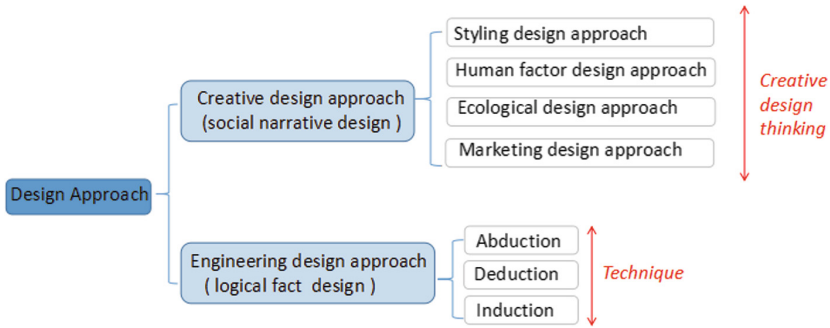 Design Approach
Creative design approach
(social narrative design )
Styling design approach
Human factor design approach
Ecological design approach
Marketing design approach
Creative
design
thinking
Engineering design approach
( logical fact design )
Abduction
Deduction
Induction
Technique